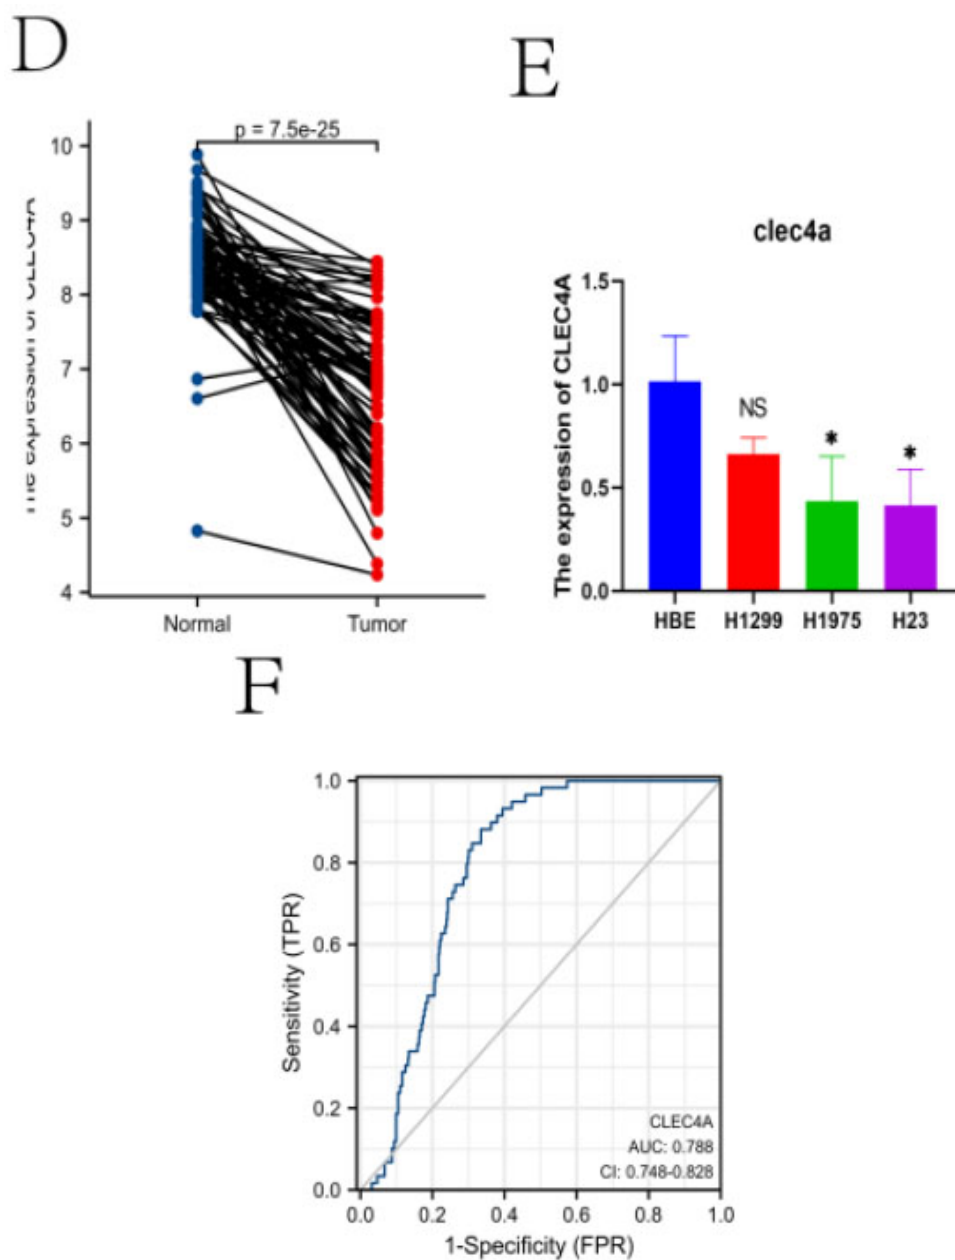 D
p = 7.5e-25
10
9
8
7
6
5
4
expression of
Normal
Tumor
E
clec4a
The expression of CLEC4A
1.5
1.0
0.5
0.0
NS
*
*
HBE
H1299
H1975
H23
F
Sensitivity (TPR)
1.0
0.8
0.6
0.4
0.2
0.0
CLEC4A
AUC: 0.788
CI: 0.748-0.828
0.0
0.2
0.4
0.6
0.8
1.0
1-Specificity (FPR)